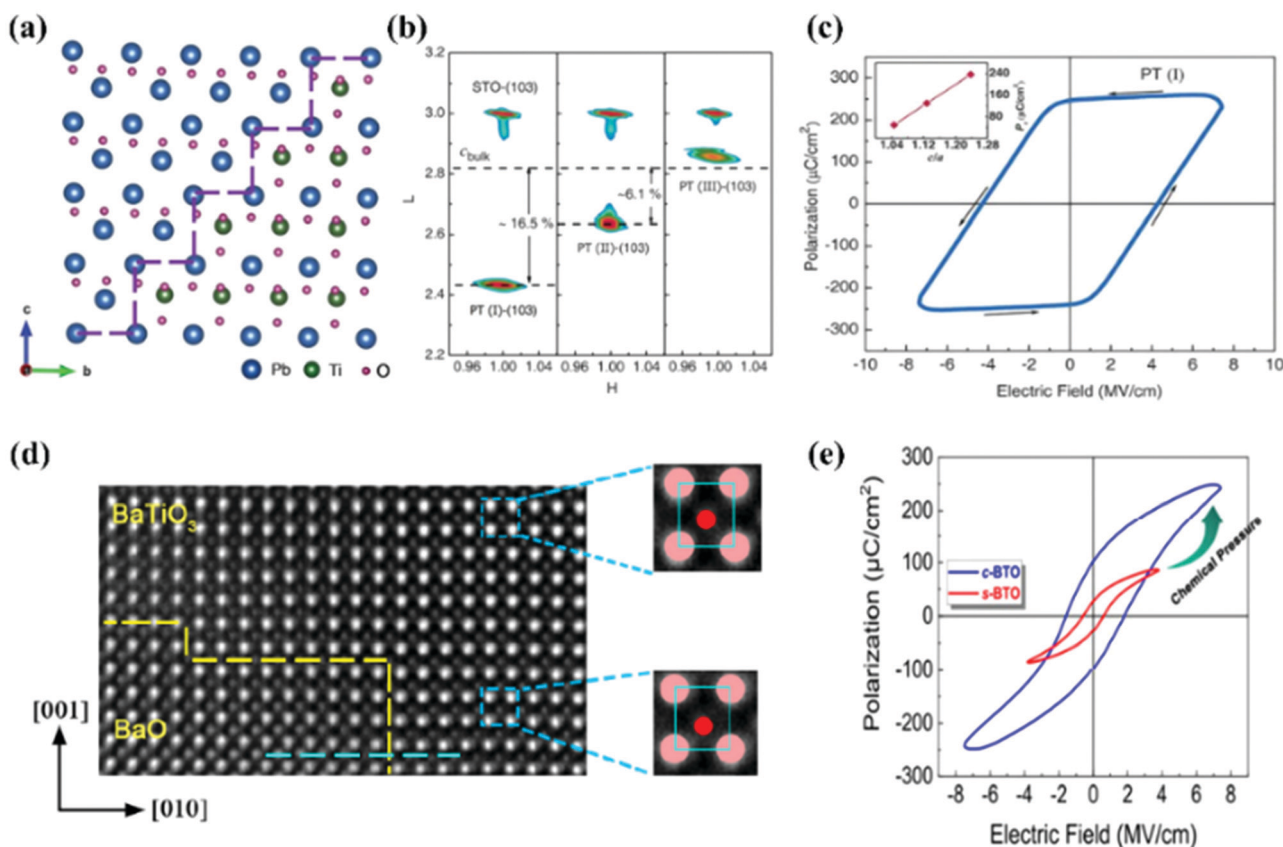 (a)
c
b
Pb
Ti
O
(b)
3.2
3.0
2.8
2.6
2.4
2.2
L
STO-(103)
c_bulk
~ 16.5 %
~6.1 %
PT (I)-(103)
PT (II)-(103)
PT (III)-(103)
0.96 1.00 1.04 0.96 1.00 1.04 0.96 1.00 1.04
H
(c)
300
200
100
0
-100
-200
-300
Polarization (μC/cm²)
PT (I)
240
160
80
1.04 1.12 1.20 1.28
c/a
-10 -8 -6 -4 -2 0 2 4 6 8 10
Electric Field (MV/cm)
(d)
BaTiO₃
BaO
[001]
[010]
(e)
300
200
100
0
-100
-200
-300
Polarization (μC/cm²)
c-BTO
s-BTO
Chemical Pressure
-8 -6 -4 -2 0 2 4 6 8
Electric Field (MV/cm)